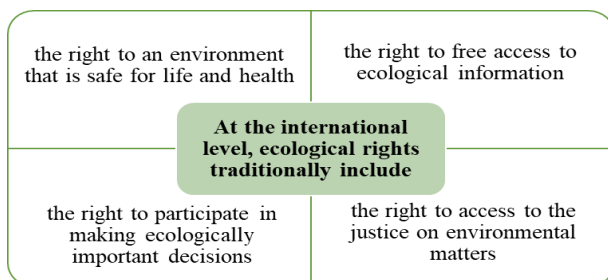 the right to an environment
that is safe for life and health
the right to free access to
ecological information
At the international
level, ecological rights
traditionally include
the right to participate in
making ecologically
important decisions
the right to access to the
justice on environmental
matters